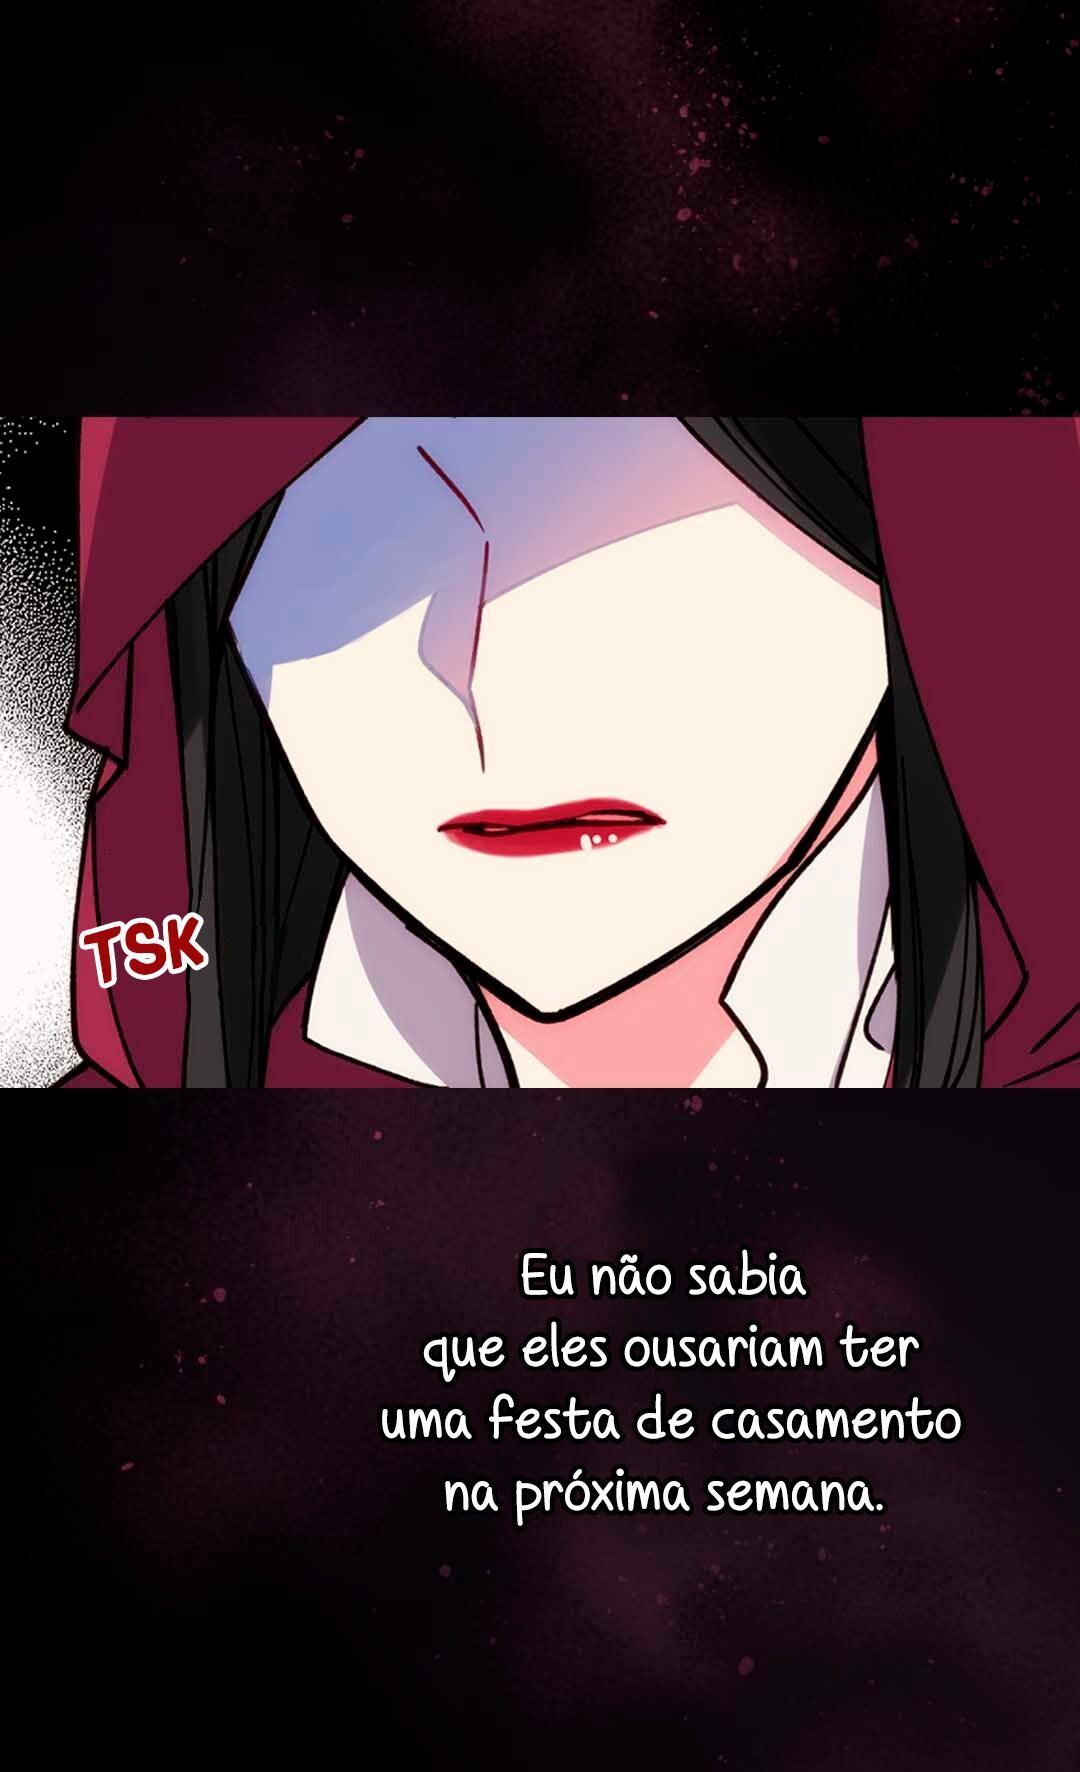 TSK
Eu não sabia
que eles ousariam ter
uma festa de casamento
na próxima semana.